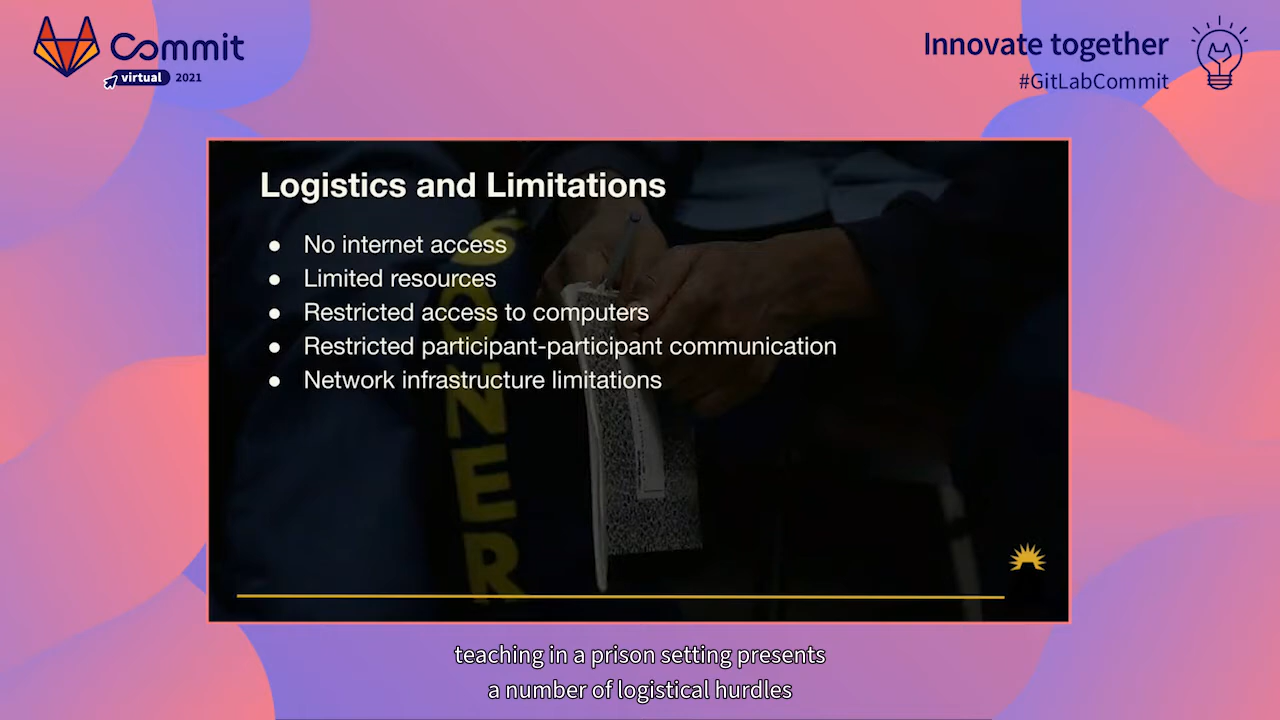 Commit
virtual 2021
Innovate together
#GitLabCommit
Logistics and Limitations
● No internet access
● Limited resources
● Restricted access to computers
● Restricted participant-participant communication
● Network infrastructure limitations
SONER
teaching in a prison setting presents
a number of logistical hurdles